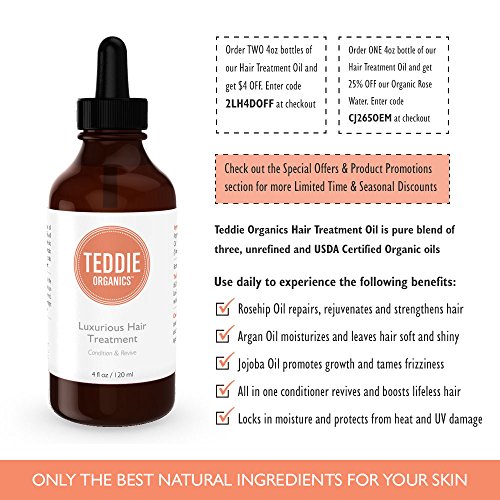 Order TWO 4oz bottles of
our Hair Treatment Oil and
get $4 OFF. Enter code
2LH4DOFF at checkout
Order ONE 4oz bottle of our
Hair Treatment Oil and get
25% OFF our Organic Rose
Water. Enter code
CJ265OEM at checkout
Check out the Special Offers & Product Promotions
section for more Limited Time & Seasonal Discounts
Teddie Organics Hair Treatment Oil is pure blend of
three, unrefined and USDA Certified Organic oils
Use daily to experience the following benefits:
Rosehip Oil repairs, rejuvenates and strengthens hair
Argan Oil moisturizes and leaves hair soft and shiny
Jojoba Oil promotes growth and tames frizziness
All in one conditioner revives and boosts lifeless hair
Locks in moisture and protects from heat and UV damage
TEDDIE
ORGANICS™
Luxurious Hair
Treatment
Condition & Revive
4 fl oz / 120 ml
ONLY THE BEST NATURAL INGREDIENTS FOR YOUR SKIN